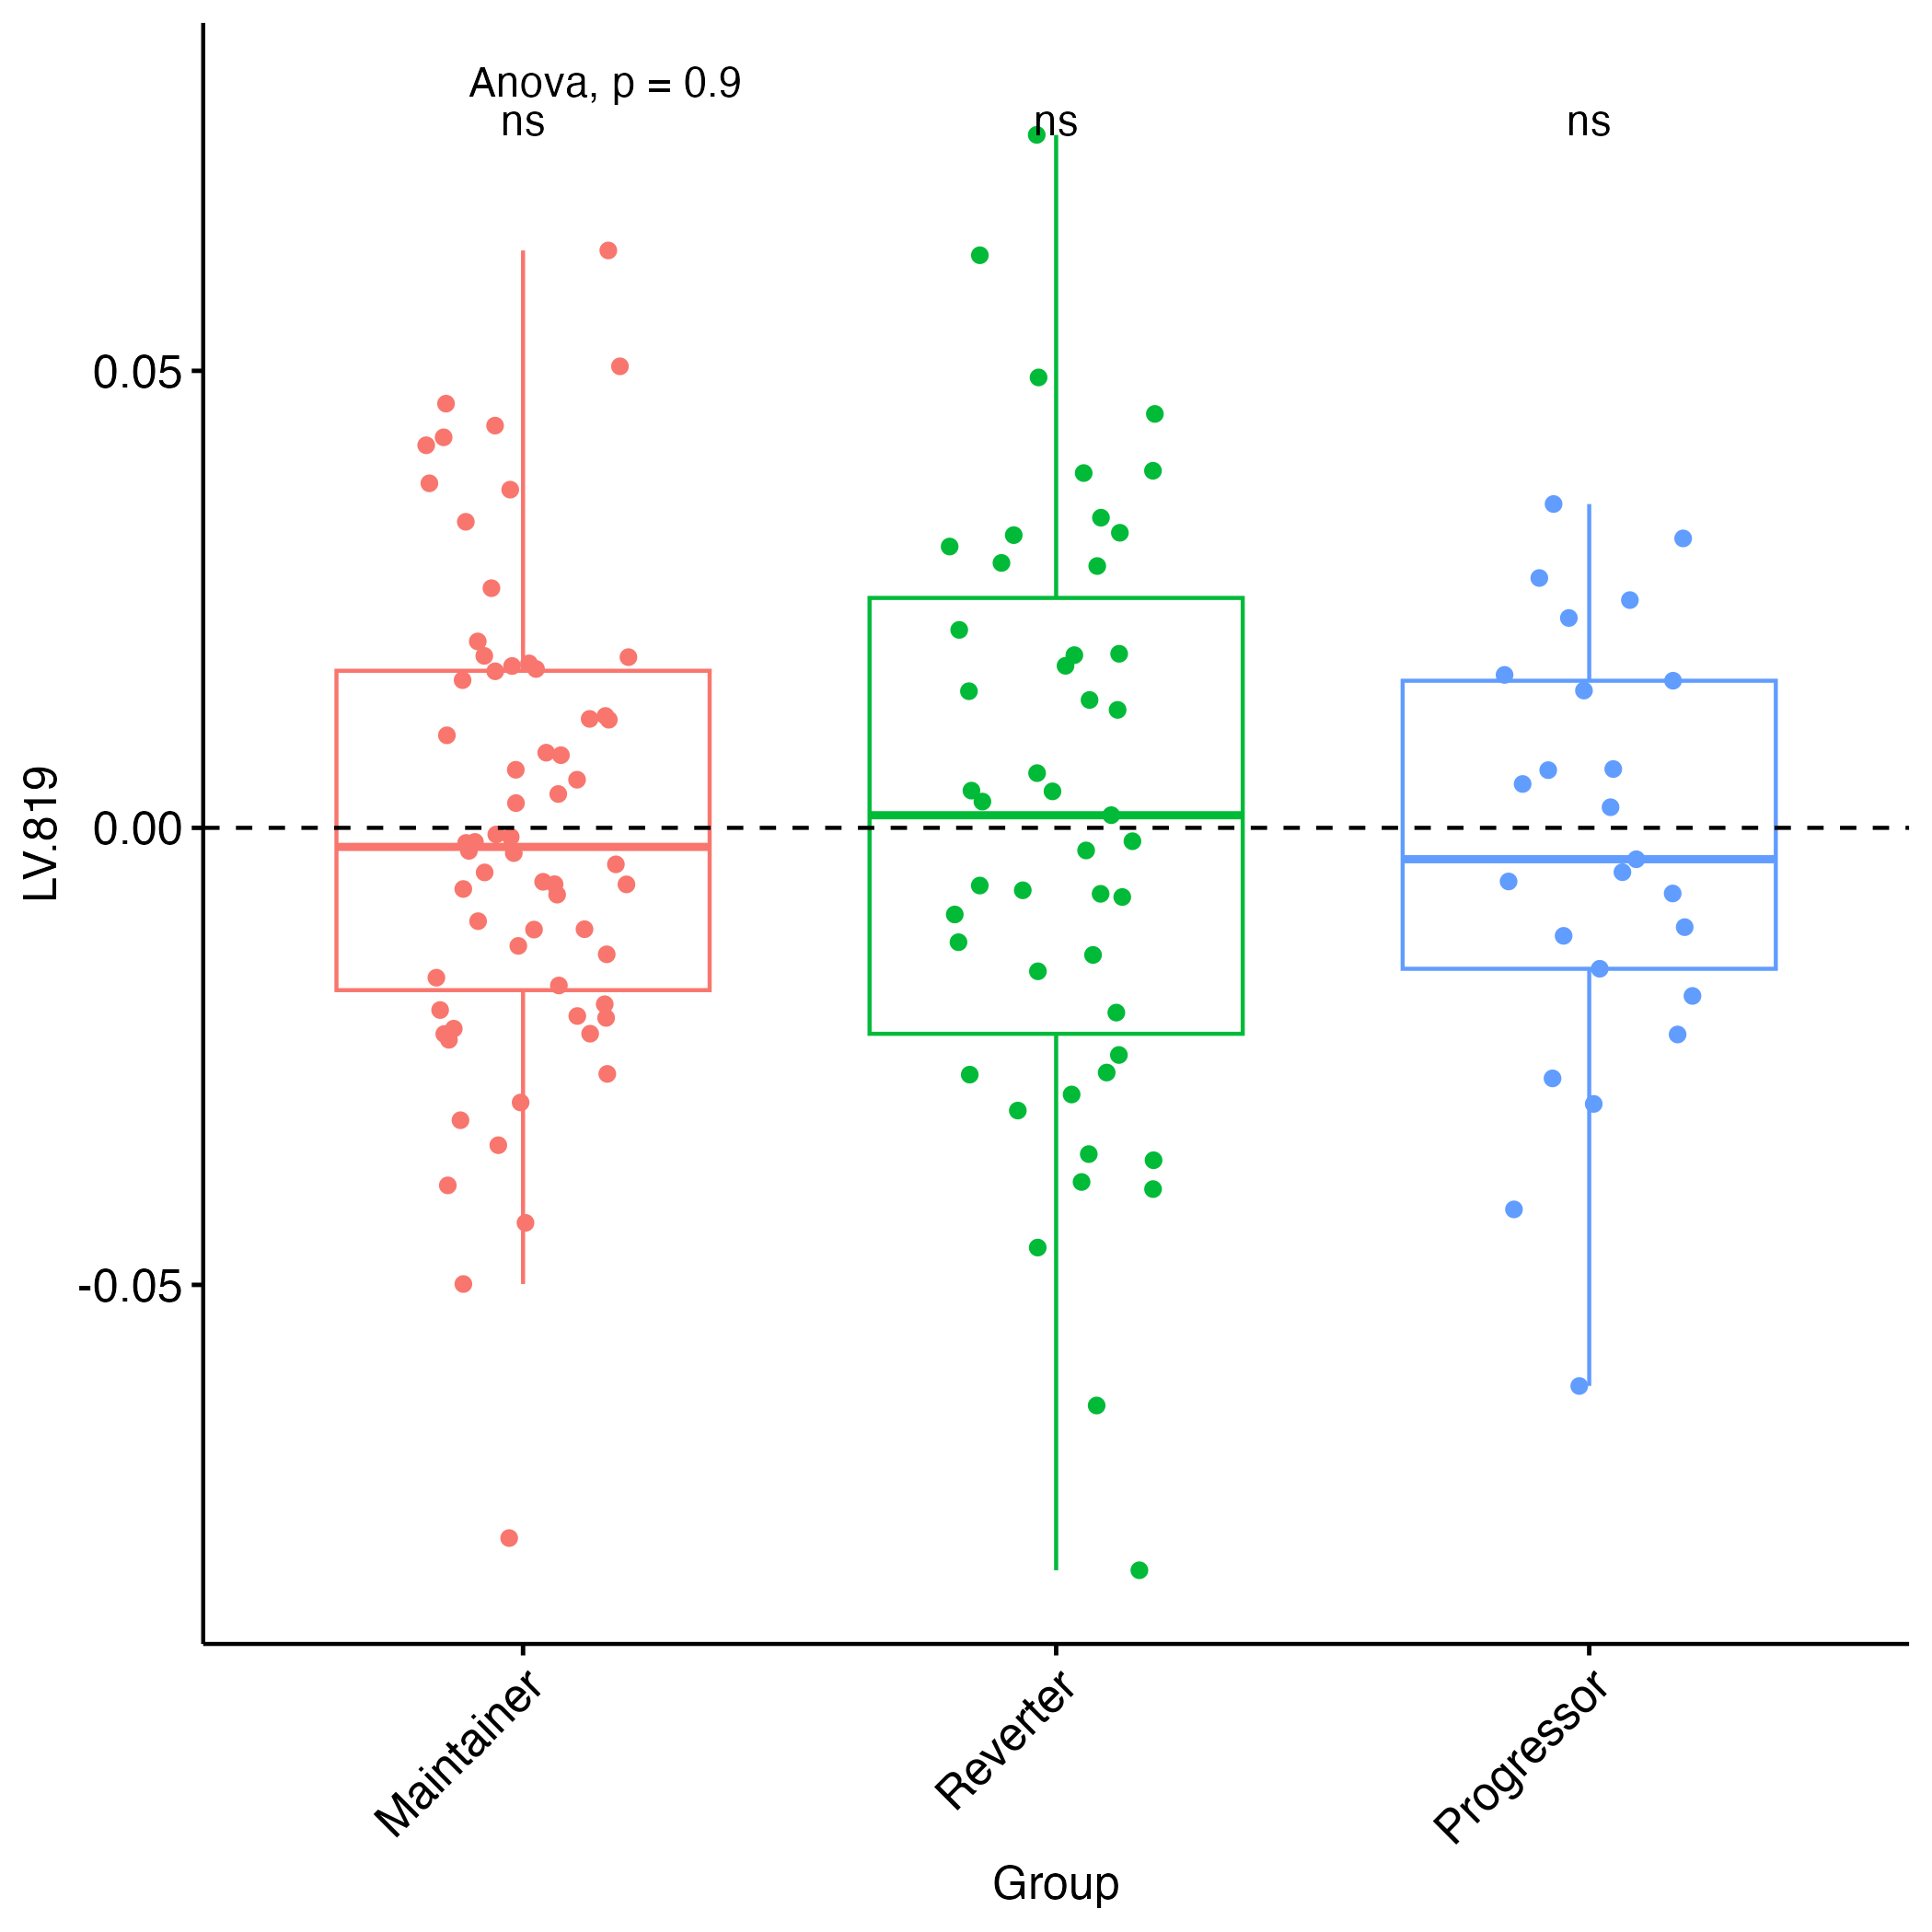 Anova, p = 0.9
ns ns ns
0.05
0.00
-0.05
LV.819
Maintainer Reverter Progressor
Group